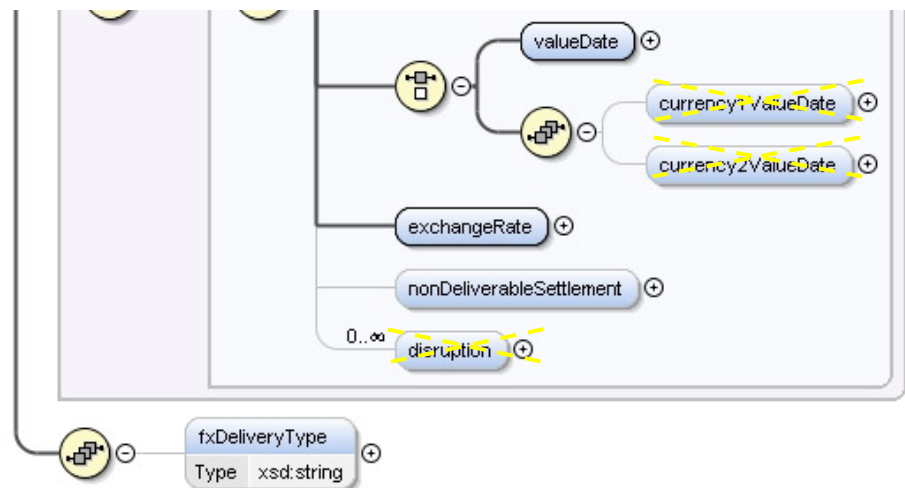 valueDate
currency1ValueDate
currency2ValueDate
exchangeRate
nonDeliverableSettlement
0..∞
disruption
fxDeliveryType
Type xsd:string